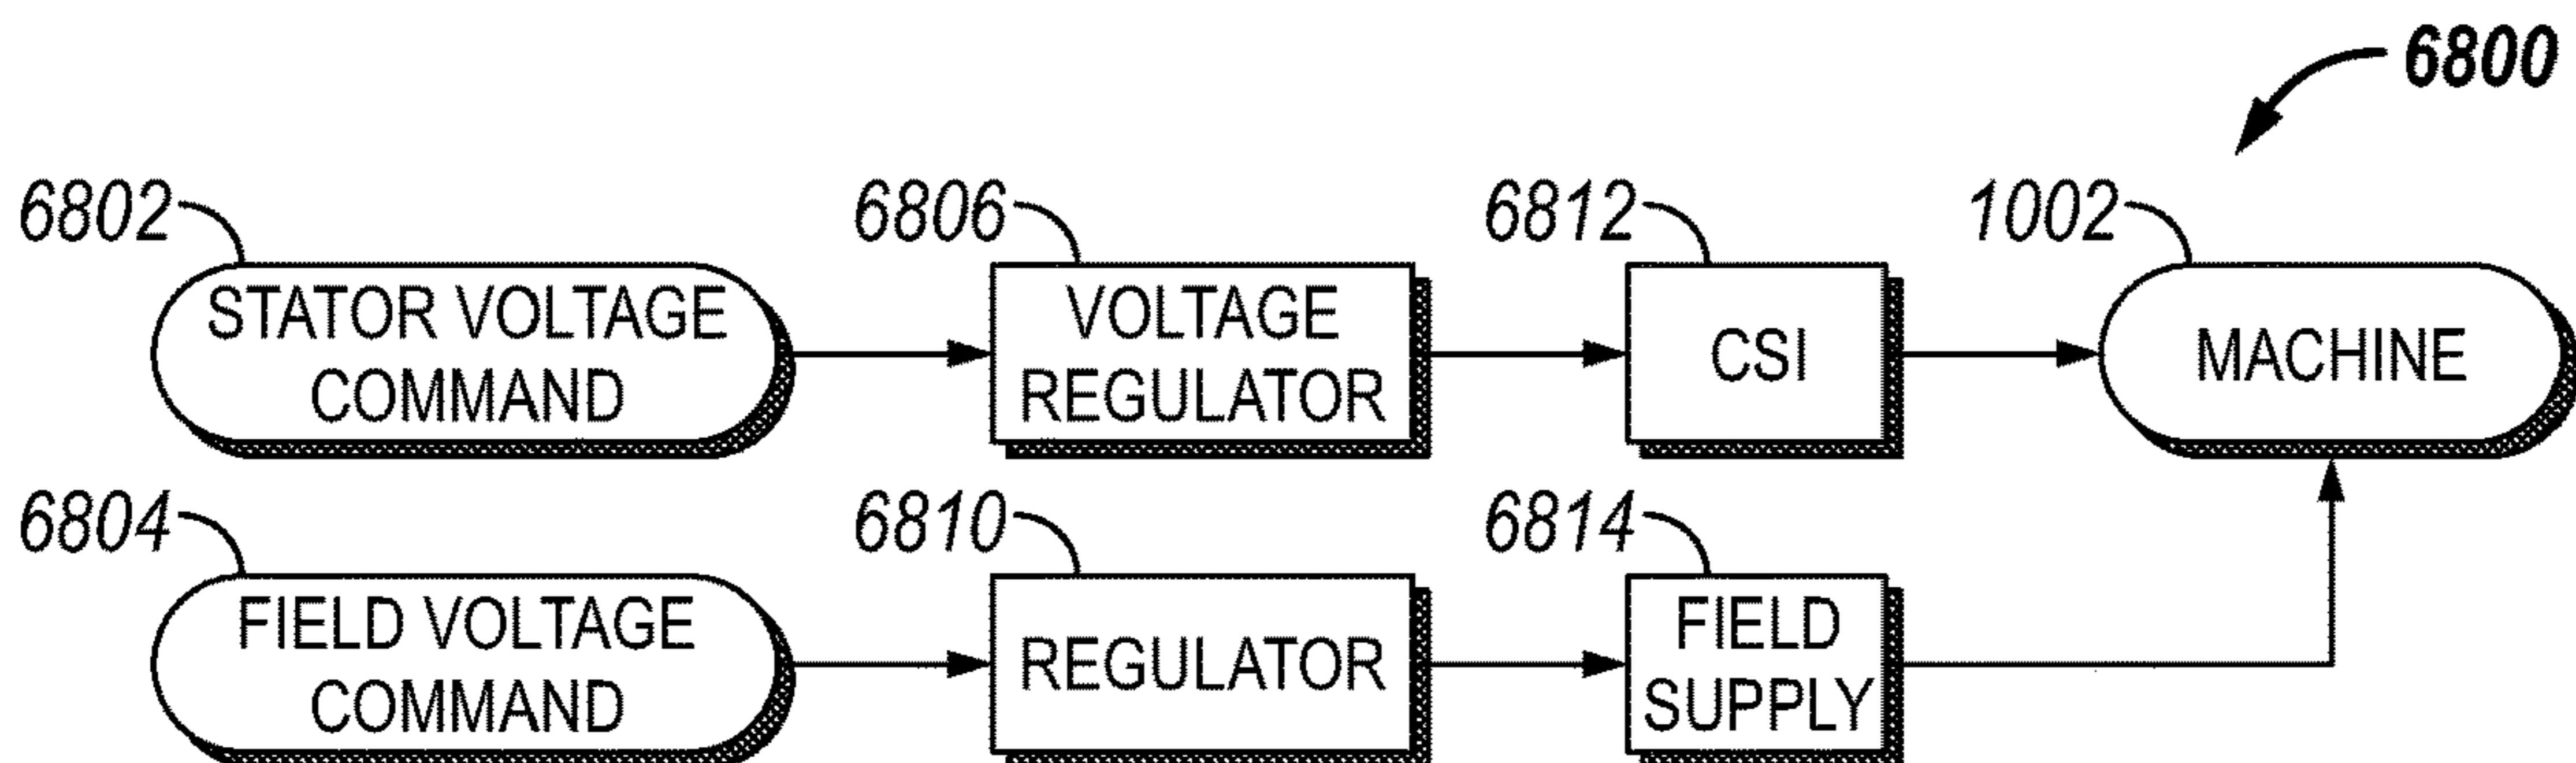 6800
6802
6806
6812
1002
STATOR VOLTAGE
COMMAND
VOLTAGE
REGULATOR
CSI
MACHINE
6804
6810
6814
FIELD VOLTAGE
COMMAND
REGULATOR
FIELD
SUPPLY